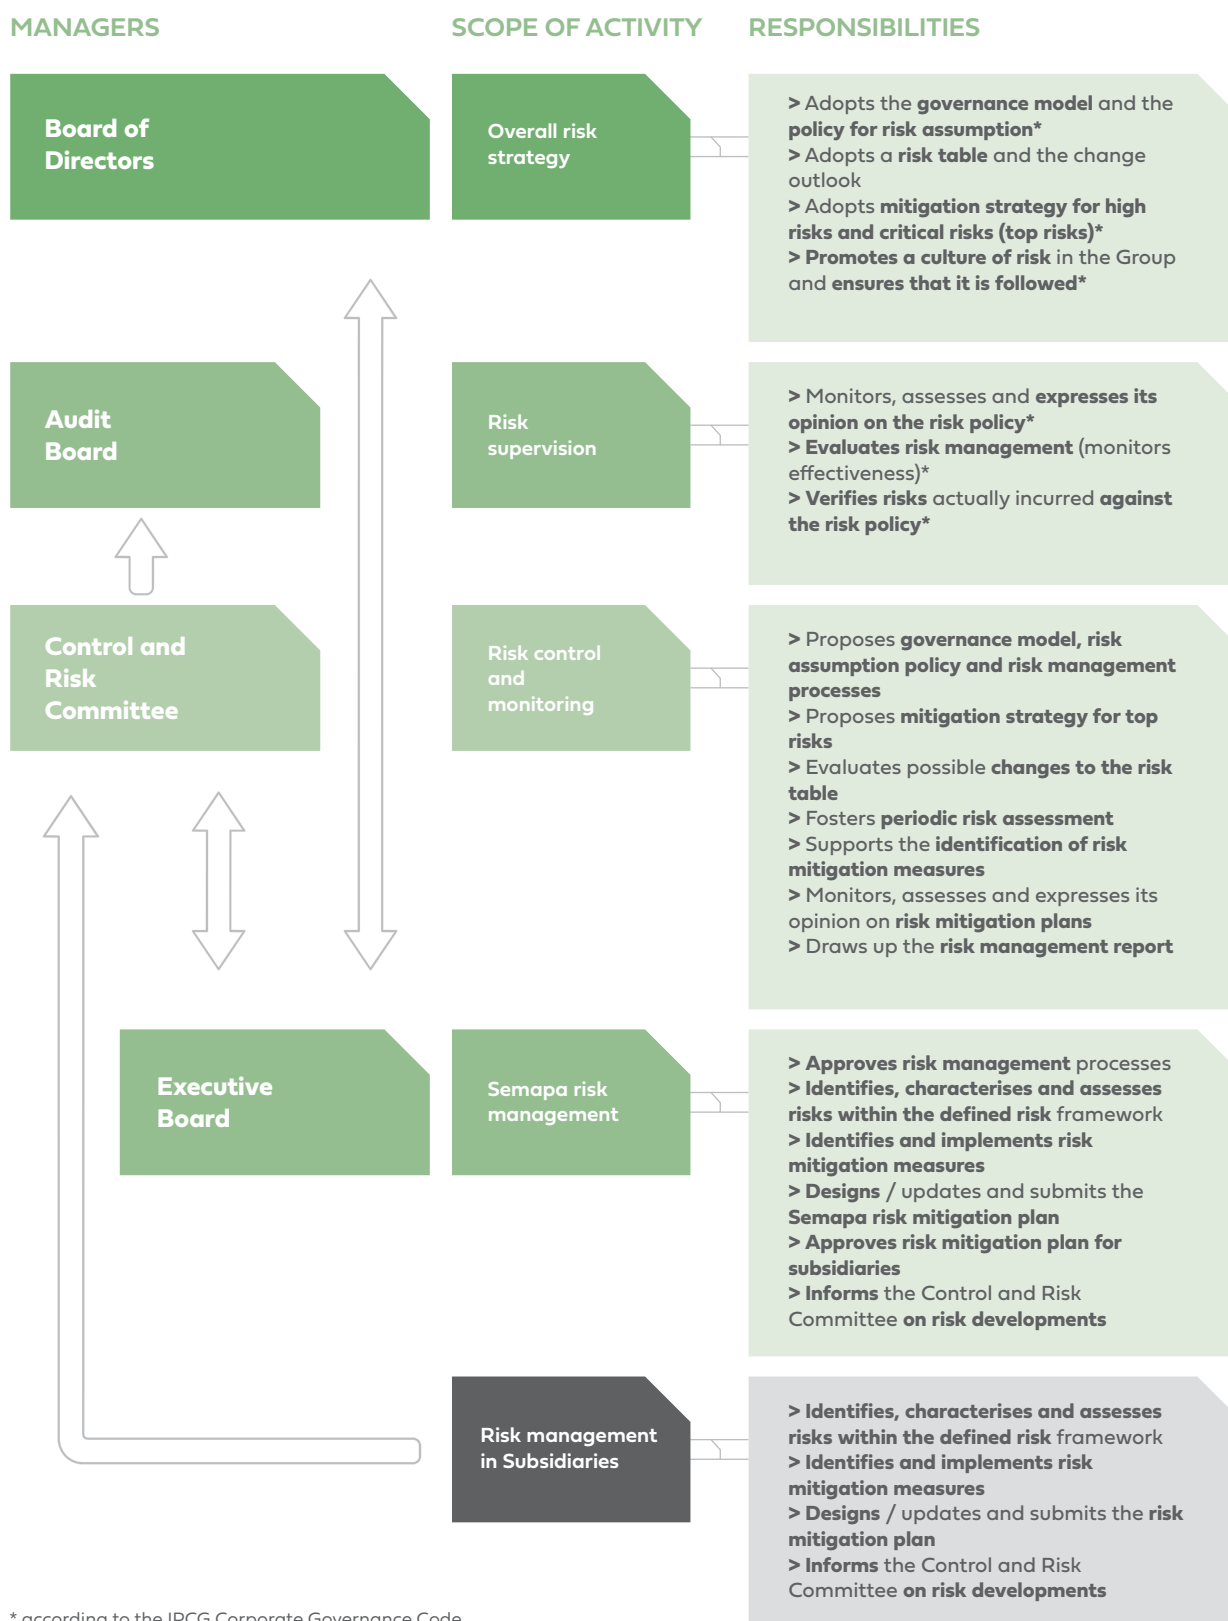 MANAGERS
SCOPE OF ACTIVITY
RESPONSIBILITIES
Board of
Directors
Overall risk
strategy
> Adopts the governance model and the
policy for risk assumption*
> Adopts a risk table and the change
outlook
> Adopts mitigation strategy for high
risks and critical risks (top risks)*
> Promotes a culture of risk in the Group
and ensures that it is followed*
Audit
Board
Risk
supervision
> Monitors, assesses and expresses its
opinion on the risk policy*
> Evaluates risk management (monitors
effectiveness)*
> Verifies risks actually incurred against
the risk policy*
Control and
Risk
Committee
Risk control
and
monitoring
> Proposes governance model, risk
assumption policy and risk management
processes
> Proposes mitigation strategy for top
risks
> Evaluates possible changes to the risk
table
> Fosters periodic risk assessment
> Supports the identification of risk
mitigation measures
> Monitors, assesses and expresses its
opinion on risk mitigation plans
> Draws up the risk management report
Executive
Board
Semapa risk
management
> Approves risk management processes
> Identifies, characterises and assesses
risks within the defined risk framework
> Identifies and implements risk
mitigation measures
> Designs / updates and submits the
Semapa risk mitigation plan
> Approves risk mitigation plan for
subsidiaries
> Informs the Control and Risk
Committee on risk developments
Risk management
in Subsidiaries
> Identifies, characterises and assesses
risks within the defined risk framework
> Identifies and implements risk
mitigation measures
> Designs / updates and submits the risk
mitigation plan
> Informs the Control and Risk
Committee on risk developments
* according to the IPCG Corporate Governance Code